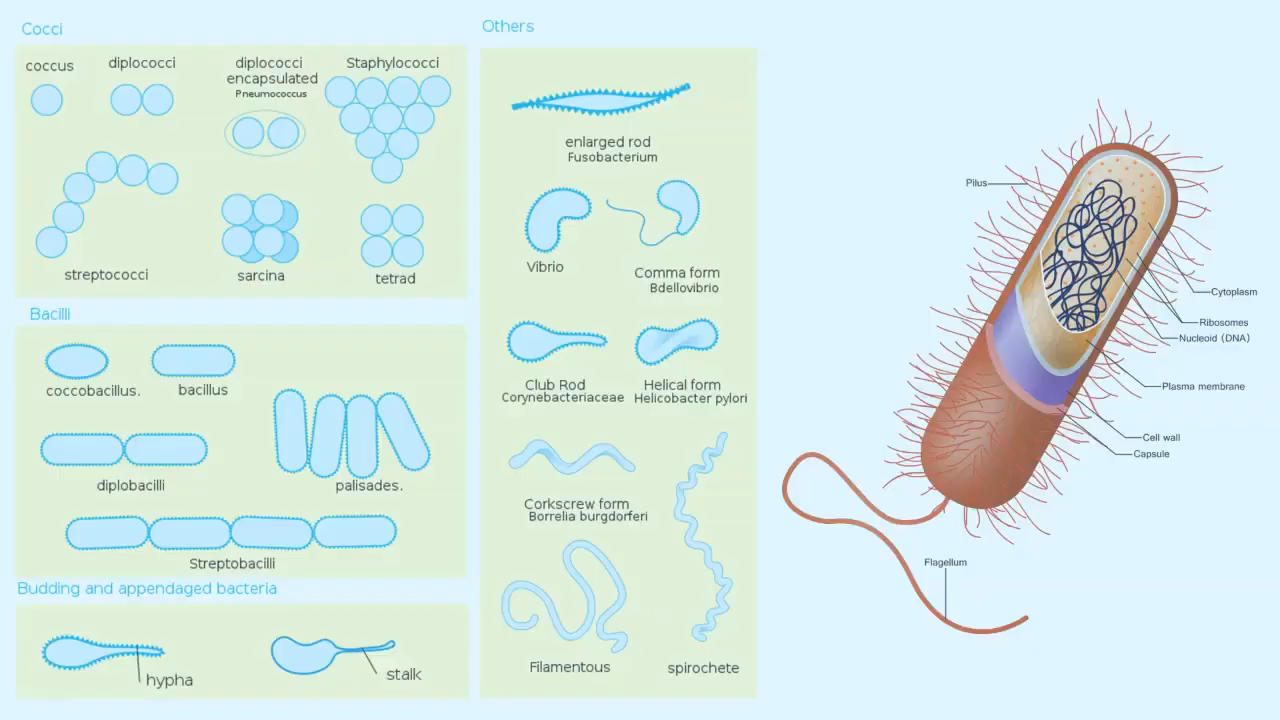 Cocci
coccus
diplococci
diplococci
encapsulated
Pneumococcus
Staphylococci
streptococci
sarcina
tetrad
Bacilli
coccobacillus.
bacillus
diplobacilli
palisades.
Streptobacilli
Budding and appendaged bacteria
hypha
stalk
Others
enlarged rod
Fusobacterium
Vibrio
Comma form
Bdellovibrio
Club Rod
Corynebacteriaceae
Helical form
Helicobacter pylori
Corkscrew form
Borrelia burgdorferi
Filamentous
spirochete
Pilus
Cytoplasm
Ribosomes
Nucleoid (DNA)
Plasma membrane
Cell wall
Capsule
Flagellum